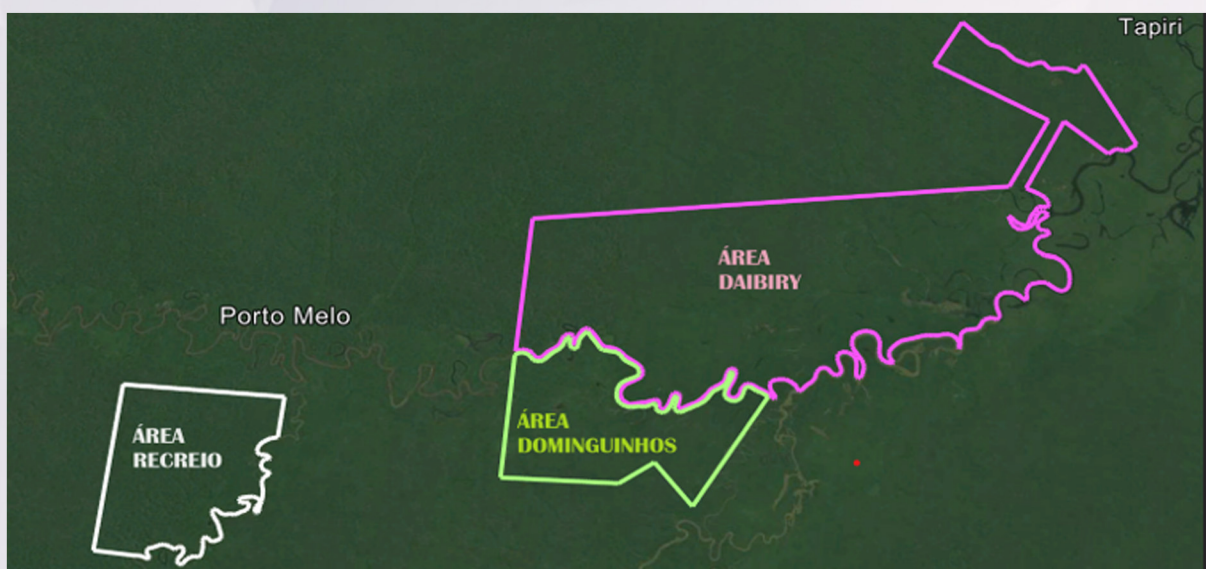 Tapiri
ÁREA
DAIBIRY
Porto Melo
ÁREA
DOMINGUINHOS
ÁREA
RECREIO